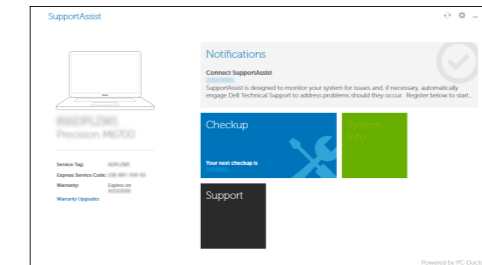 SupportAssist
Notifications
Connect SupportAssist
SupportAssist is designed to monitor your system for issues and, if necessary, automatically
engage Dell Technical Support to address problems should they occur. Register below to start...
Precision M6700
Checkup
System
Info
Your next checkup is
Service Tag:
Express Service Code:
Warranty: Expires on
Warranty Upgrades
Support
Powered by PC-Doctor